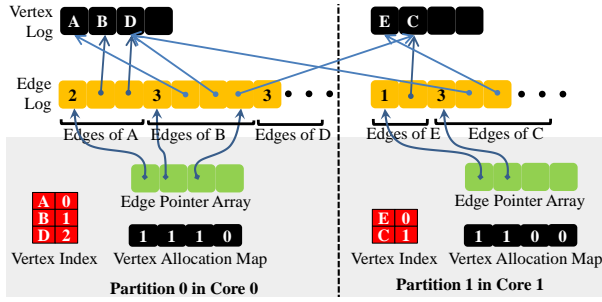 Vertex
Log
A B D
E C
Edge
Log
2 3 3 • • •
1 3 • • •
Edges of A Edges of B Edges of D
Edges of E Edges of C
Edge Pointer Array
Edge Pointer Array
A 0
B 1
D 2
1 1 1 0
E 0
C 1
1 1 0 0
Vertex Index Vertex Allocation Map
Vertex Index Vertex Allocation Map
Partition 0 in Core 0
Partition 1 in Core 1